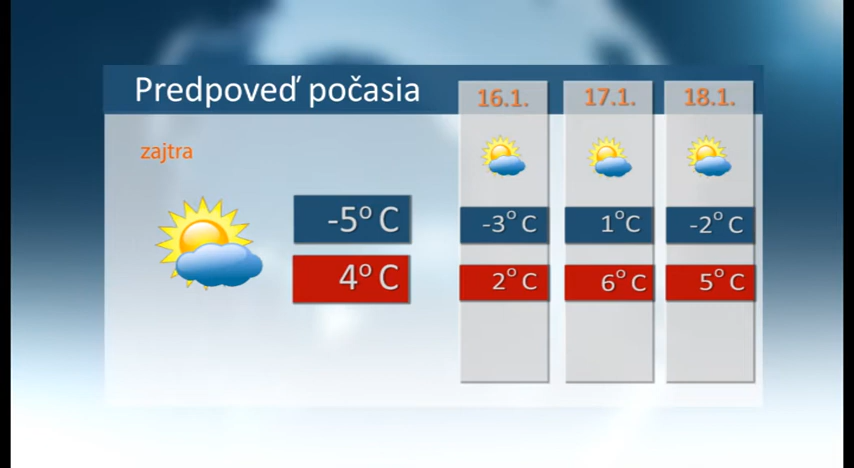 Predpoveď počasia
zajtra
-5° C
4° C
16.1.
-3° C
2° C
17.1.
1°C
6° C
18.1.
-2° C
5° C